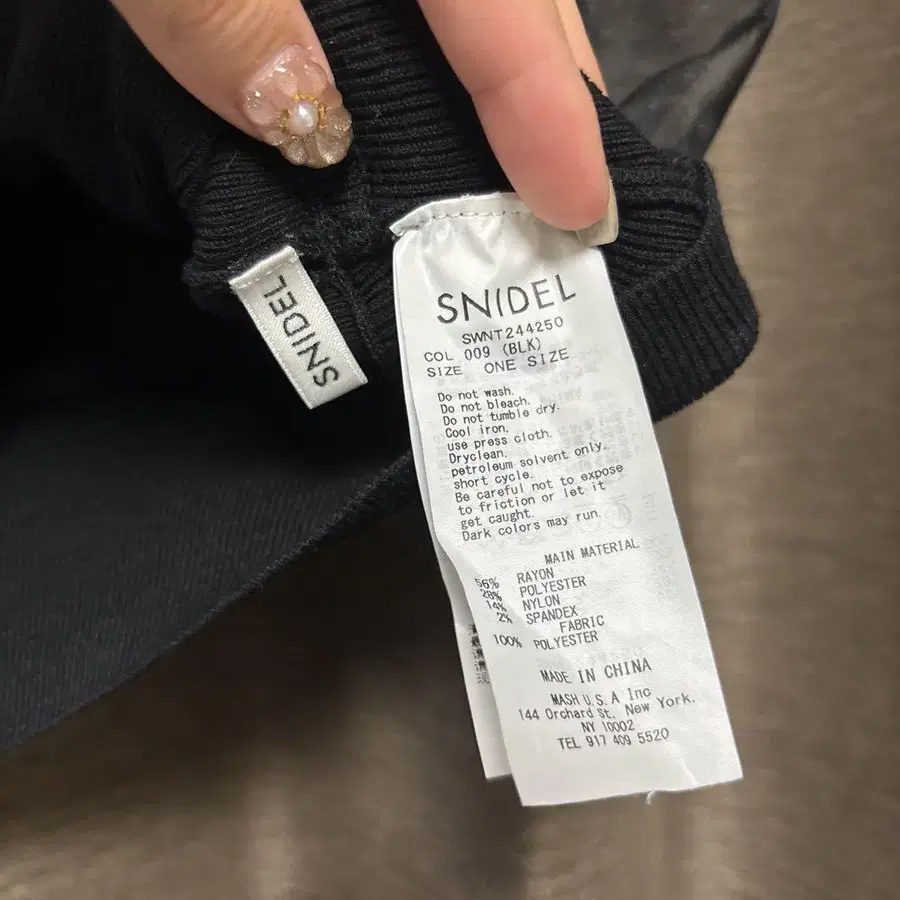 SNIDEL
SNIDEL
SWNT244250
COL 009 (BLK)
SIZE ONE SIZE
Do not wash.
Do not bleach.
Do not tumble dry.
Cool iron.
use press cloth.
Dryclean.
petroleum solvent only.
short cycle.
Be careful not to expose
to friction or let it
get caught.
Dark colors may run.
MAIN MATERIAL
56% RAYON
28% POLYESTER
14% NYLON
2% SPANDEX
FABRIC
100% POLYESTER
MADE IN CHINA
MASH U.S.A Inc
144 Orchard St. New York.
NY 10002
TEL 917 409 5520